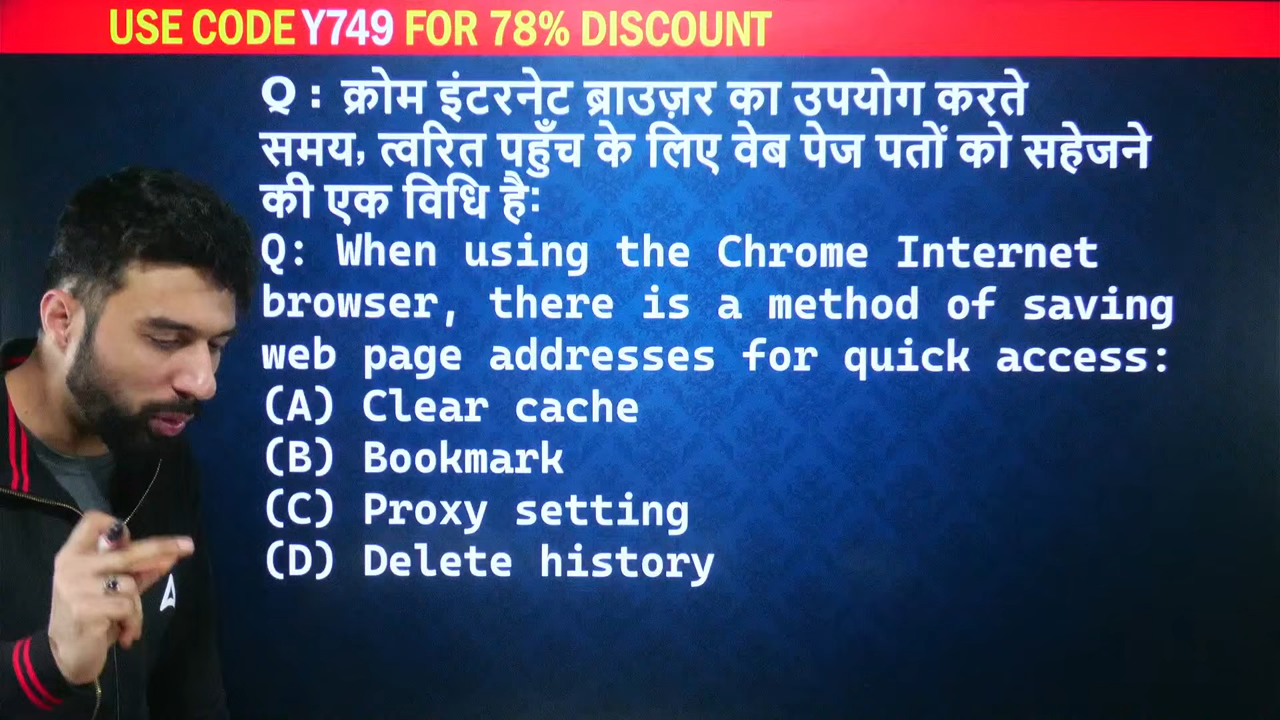 USE CODE Y749 FOR 78% DISCOUNT
Q : क्रोम इंटरनेट ब्राउज़र का उपयोग करते
समय, त्वरित पहुँच के लिए वेब पेज पतों को सहेजने
की एक विधि है:
Q: When using the Chrome Internet
browser, there is a method of saving
web page addresses for quick access:
(A) Clear cache
(B) Bookmark
(C) Proxy setting
(D) Delete history